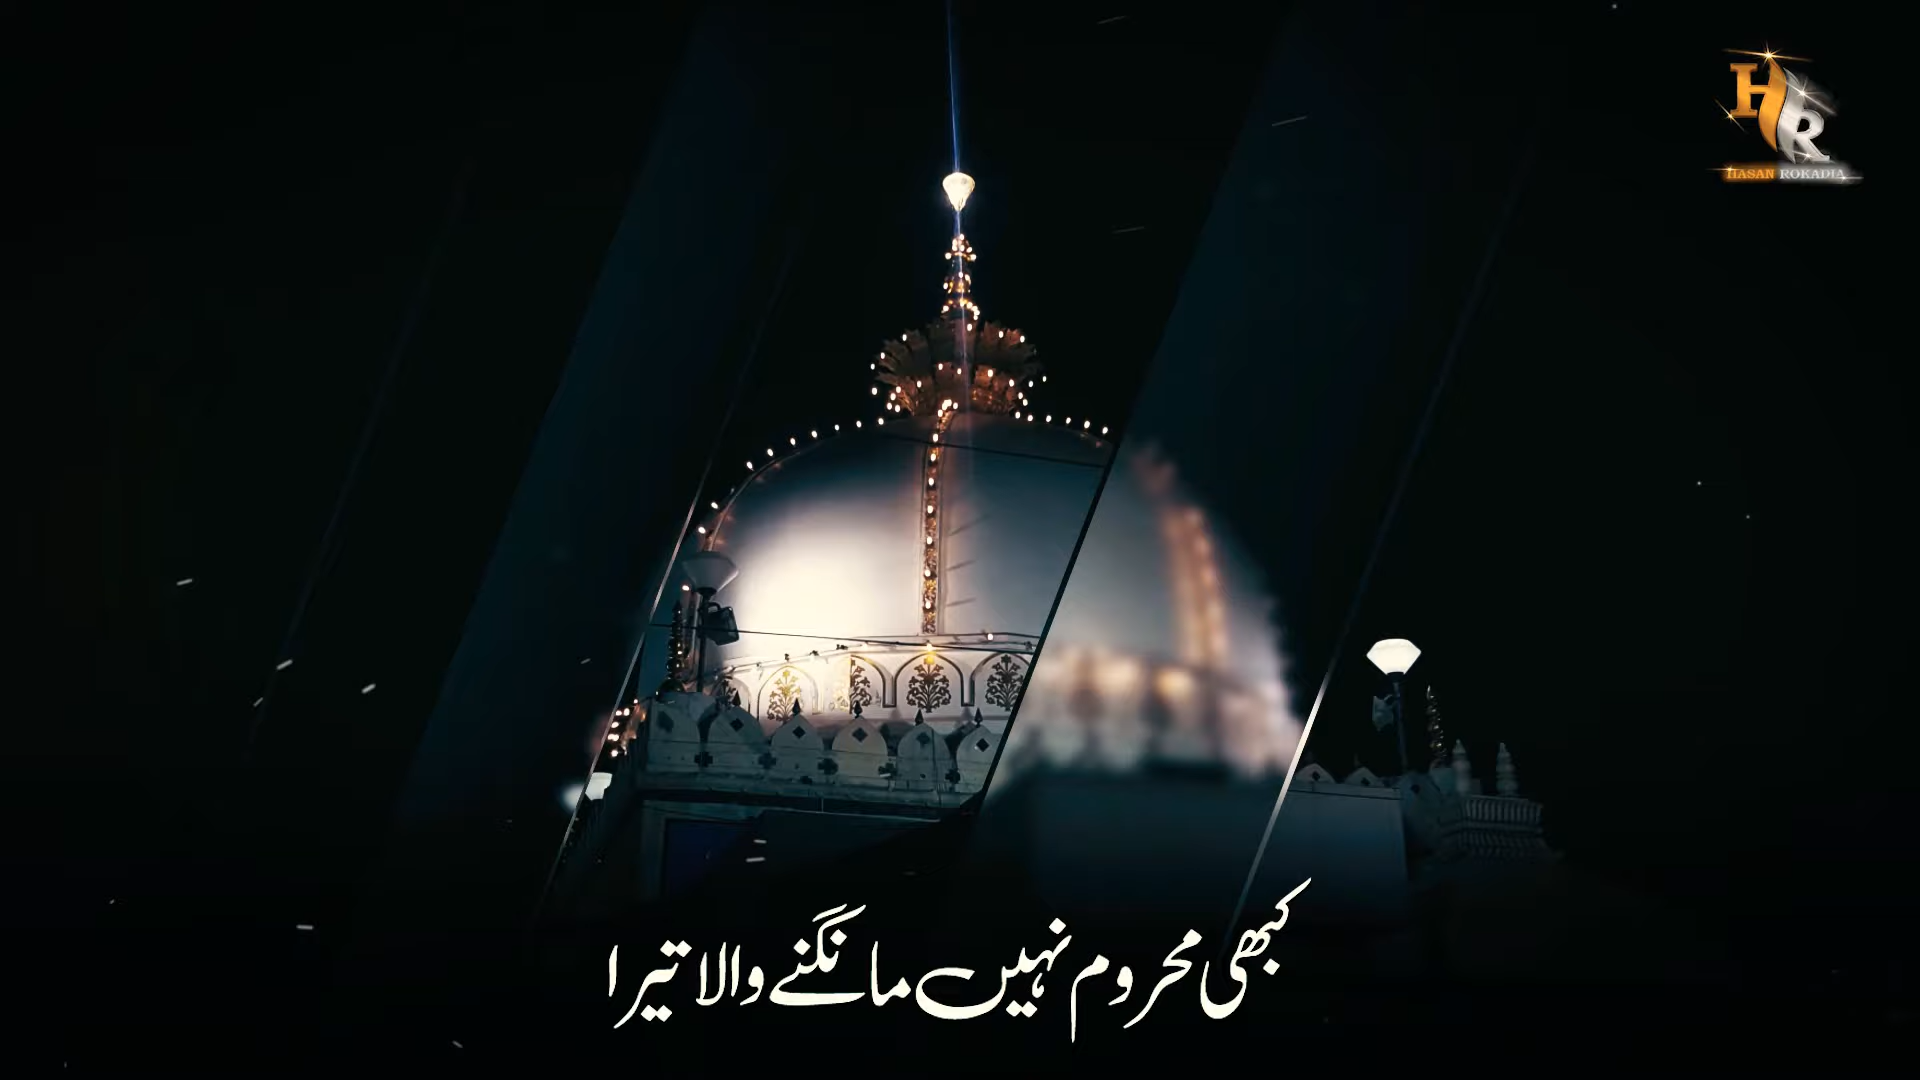 HR
HASAN ROKADIA
کبھی محروم نہیں مانگنے والا تیرا